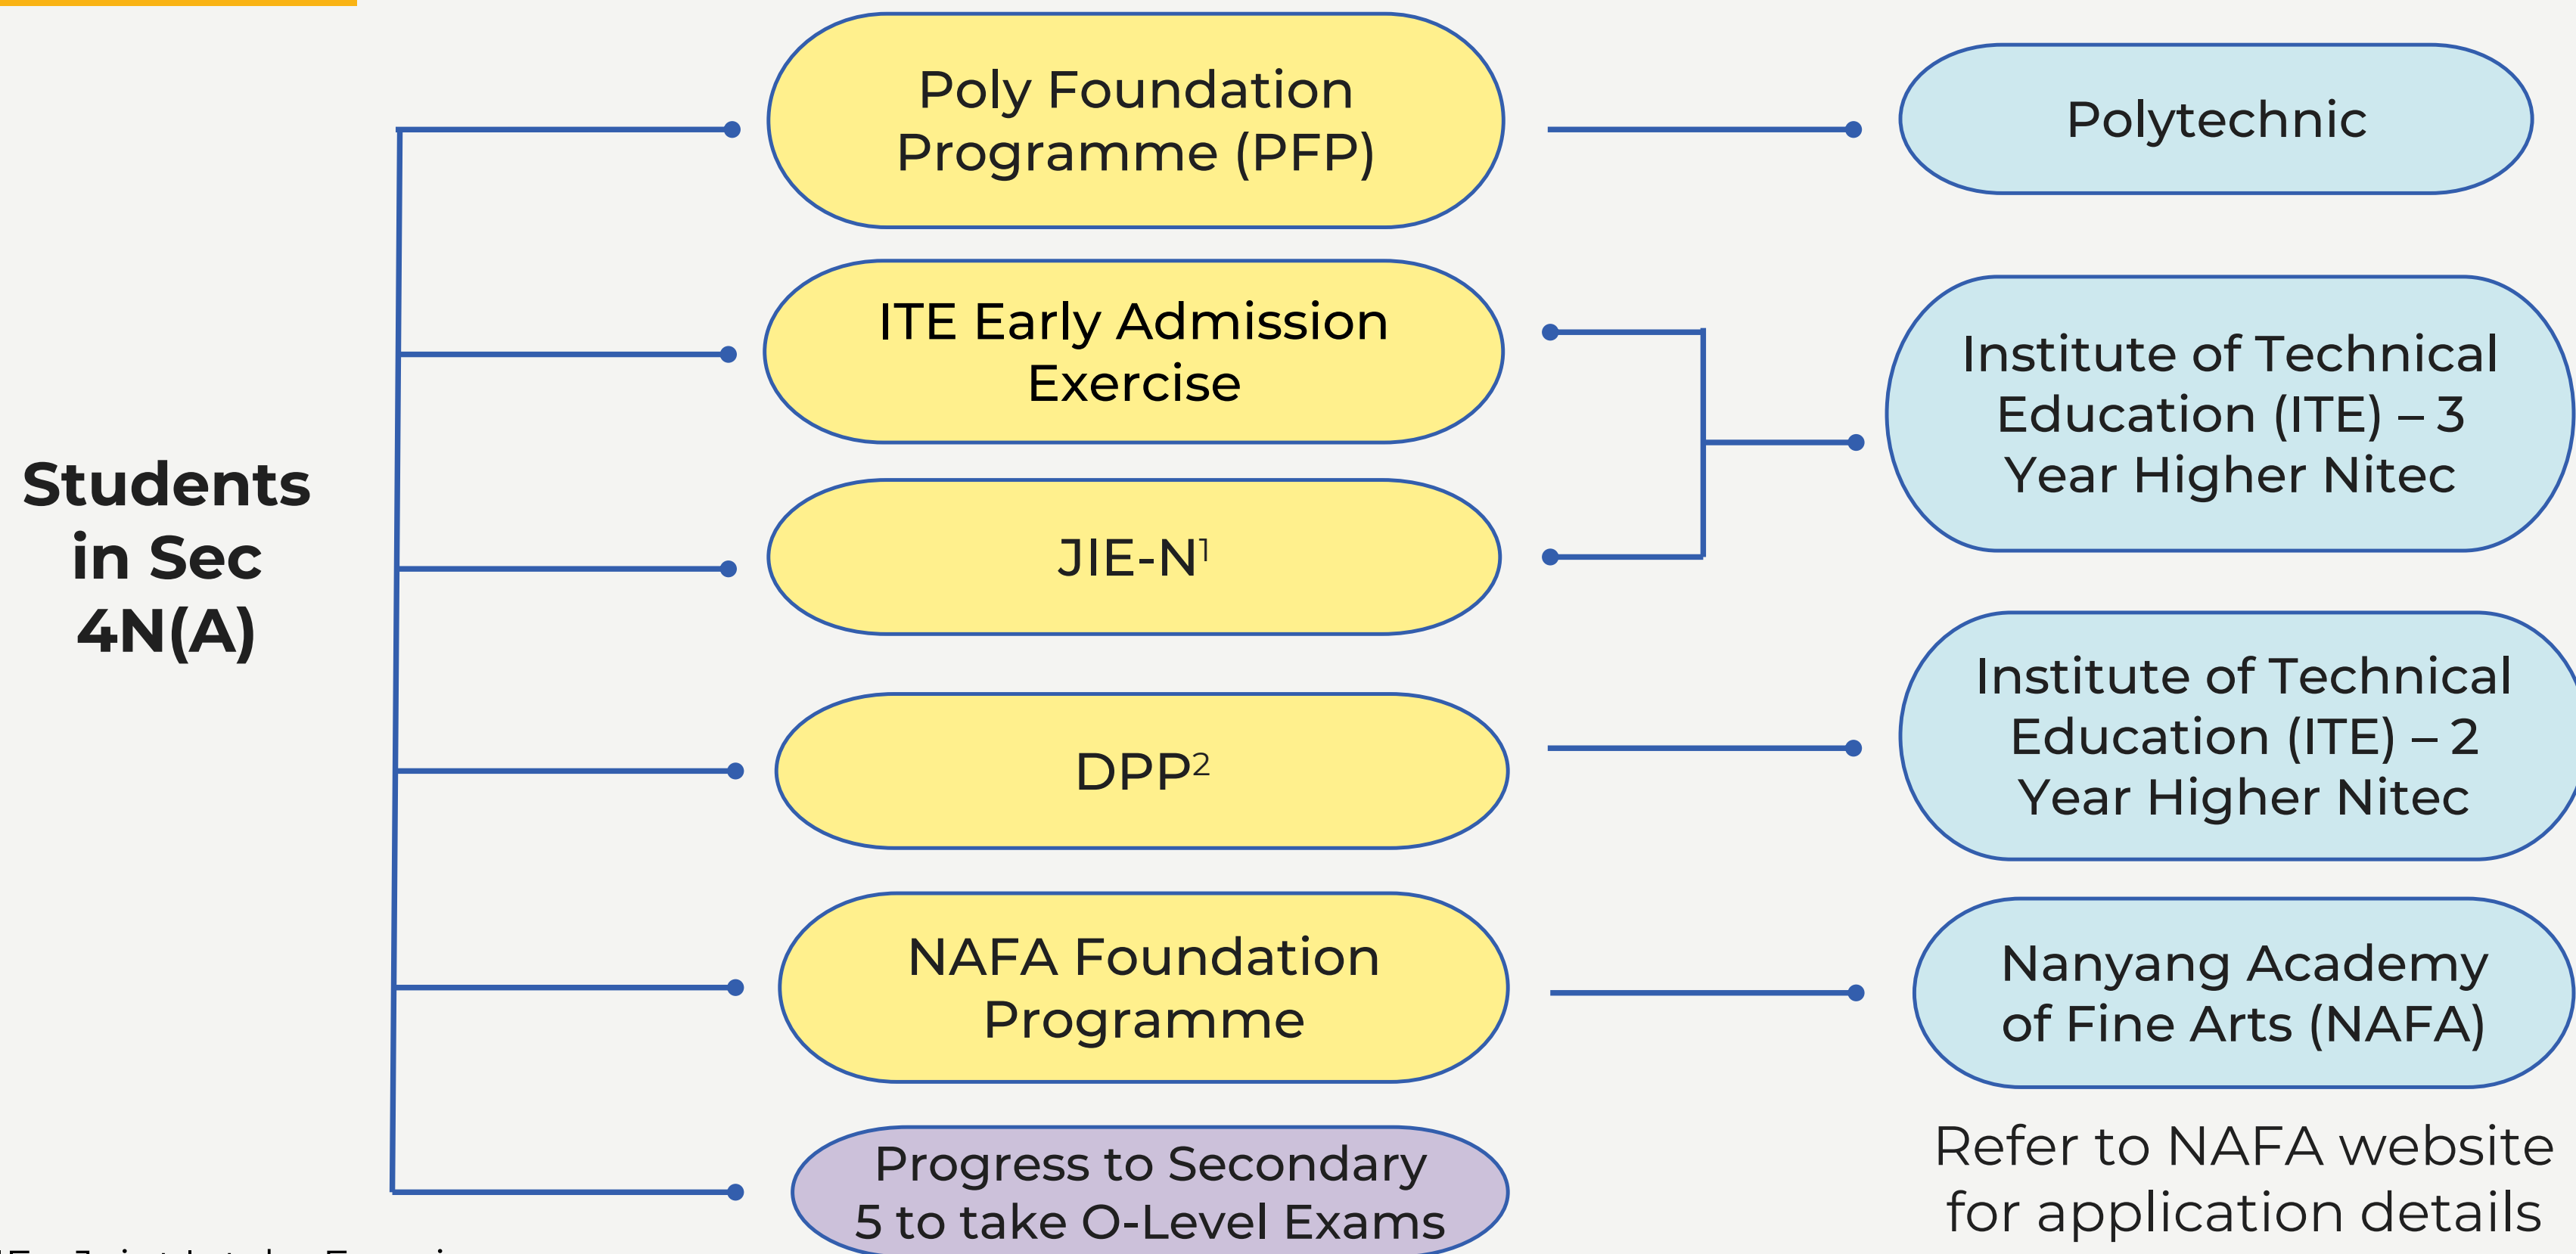 Students
in Sec
4N(A)
Poly Foundation
Programme (PFP)
Polytechnic
ITE Early Admission
Exercise
JIE-N¹
Institute of Technical
Education (ITE) – 3
Year Higher Nitec
DPP²
Institute of Technical
Education (ITE) – 2
Year Higher Nitec
NAFA Foundation
Programme
Nanyang Academy
of Fine Arts (NAFA)
Progress to Secondary
5 to take O-Level Exams
Refer to NAFA website
for application details